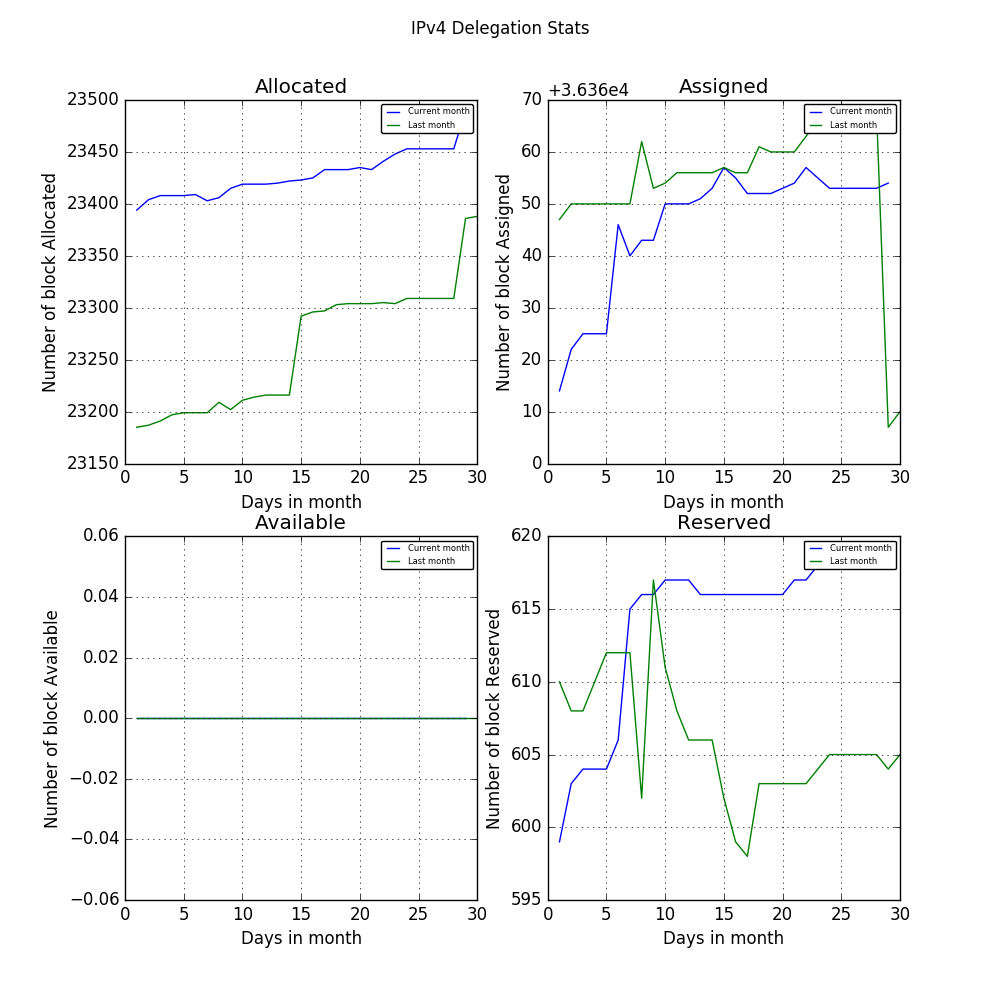 IPv4 Delegation Stats
Allocated
23500
23450
23400
23350
23300
23250
23200
23150
Number of block Allocated
0 5 10 15 20 25 30
Days in month
Current month
Last month
+3.636e4
Assigned
70
60
50
40
30
20
10
0
Number of block Assigned
0 5 10 15 20 25 30
Days in month
Current month
Last month
Available
0.06
0.04
0.02
0.00
−0.02
−0.04
−0.06
Number of block Available
0 5 10 15 20 25 30
Days in month
Current month
Last month
Reserved
620
615
610
605
600
595
Number of block Reserved
0 5 10 15 20 25 30
Days in month
Current month
Last month